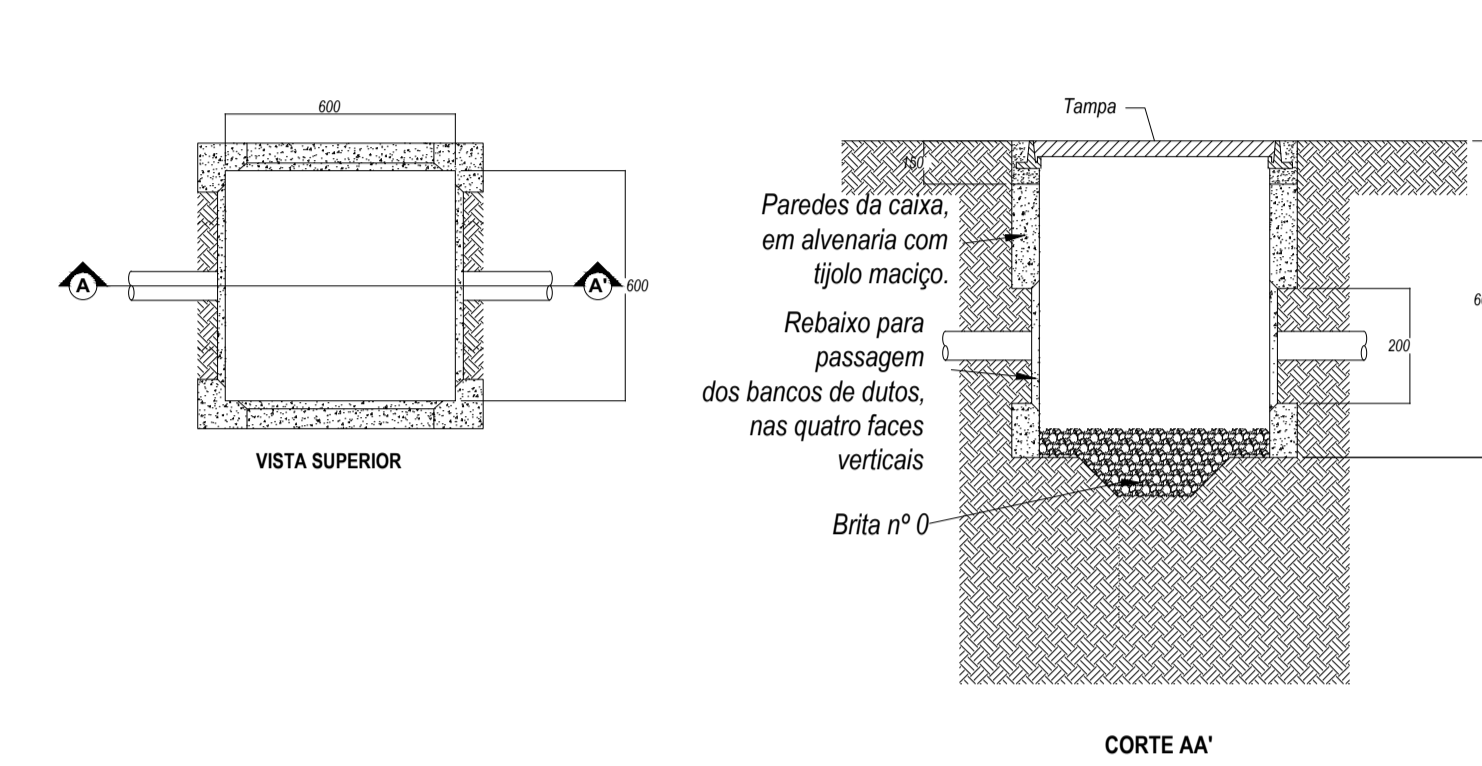 600
A
A'
600
VISTA SUPERIOR
Tampa
150
Paredes da caixa,
em alvenaria com
tijolo maciço.
Rebaixo para
passagem
dos bancos de dutos,
nas quatro faces
verticais
Brita nº 0
200
CORTE AA'